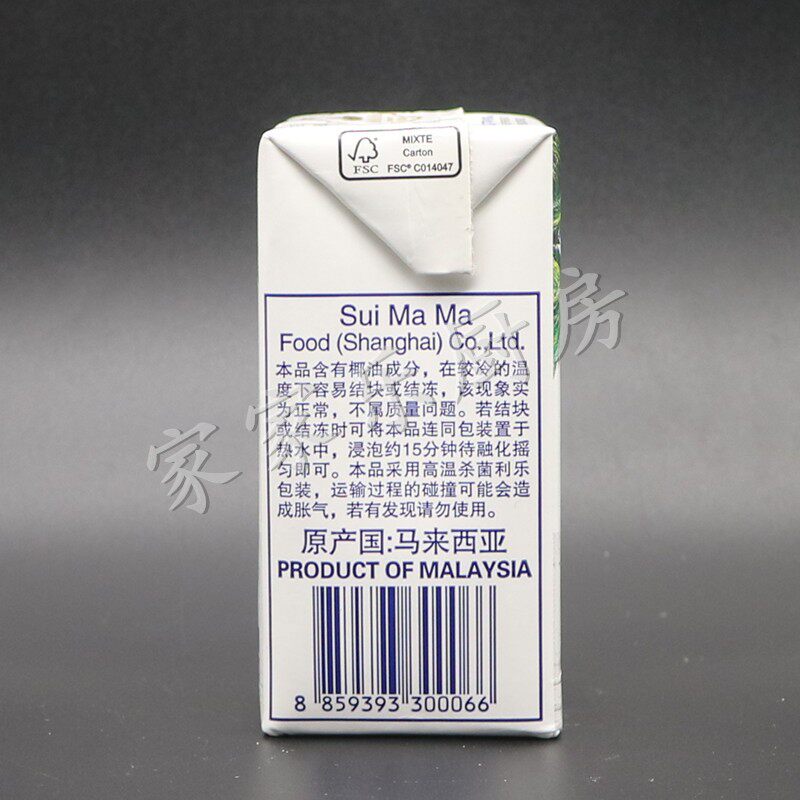 MIXTE
Carton
FSC
FSC® C014047
Sui Ma Ma
Food (Shanghai) Co.,Ltd.
本品含有椰油成分，在较冷的温
度下容易结块或结冻，该现象实
为正常，不属质量问题。若结块
或结冻时可将本品连同包装置于
热水中，浸泡约15分钟待融化摇
匀即可。本品采用高温杀菌利乐
包装，运输过程的碰撞可能会造
成胀气，若有发现请勿使用。
原产国:马来西亚
PRODUCT OF MALAYSIA
8 859393 300066
家家乐厨房